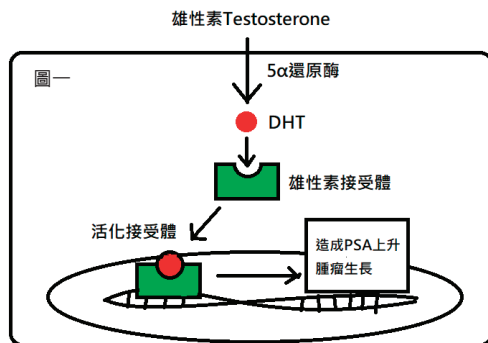 雄性素Testosterone
圖一
5α還原酶
DHT
雄性素接受體
活化接受體
造成PSA上升
腫瘤生長